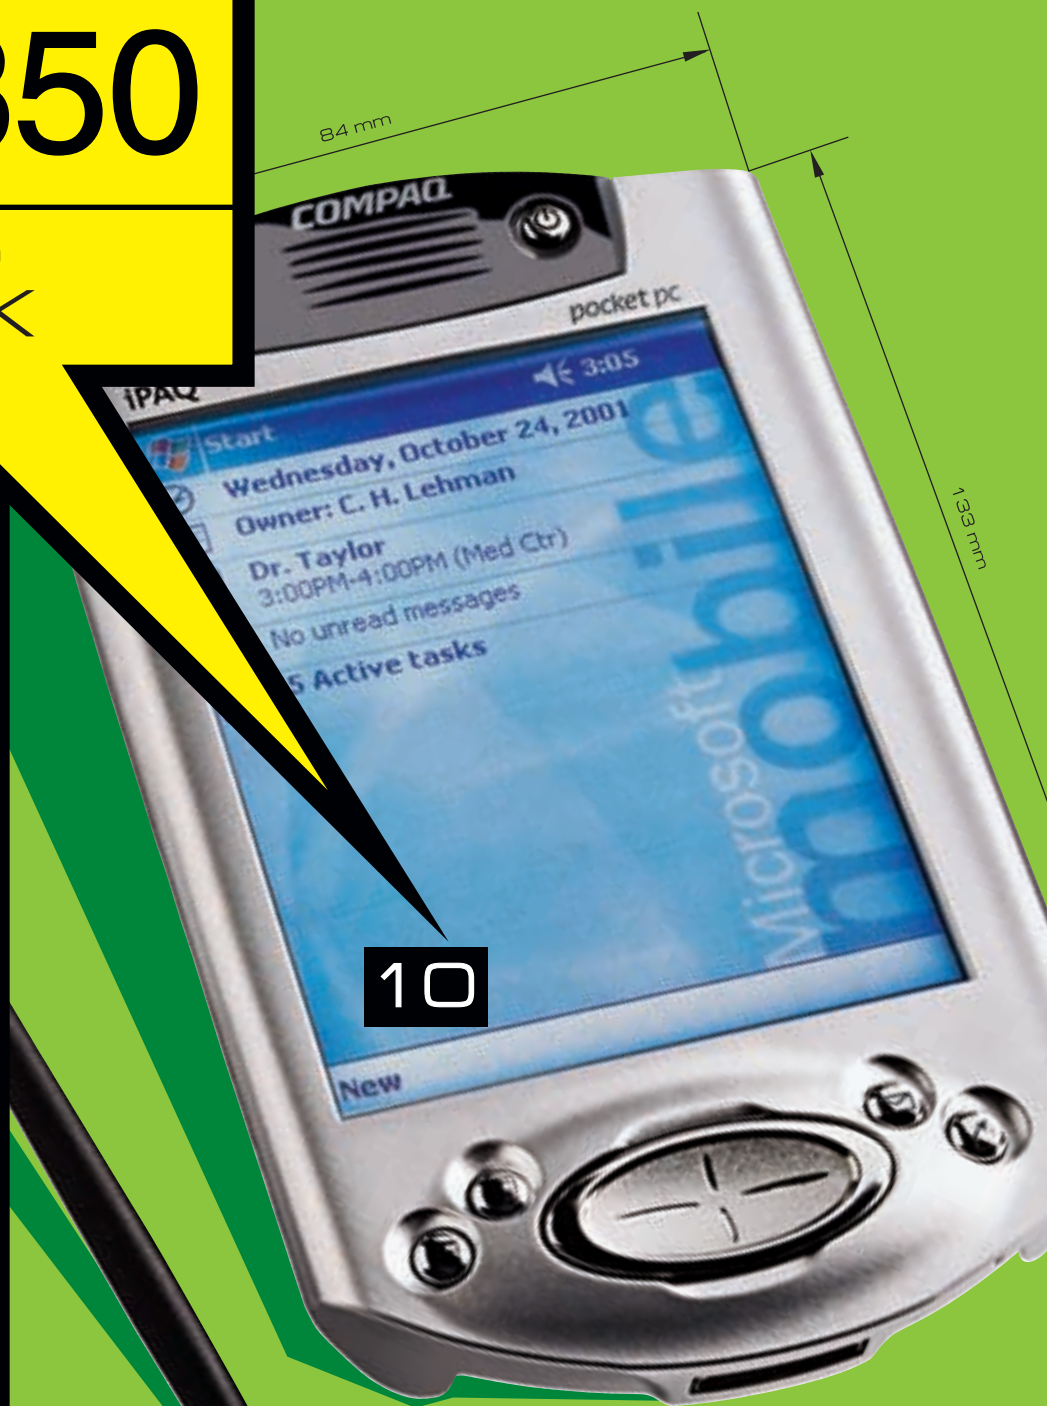 350
K
84 mm
COMPAQ
pocket pc
iPAQ
3:05
Start
Wednesday, October 24, 2001
Owner: C. H. Lehman
Dr. Taylor
3:00PM-4:00PM (Med Ctr)
No unread messages
5 Active tasks
Microsoft
mobile
133 mm
10
New